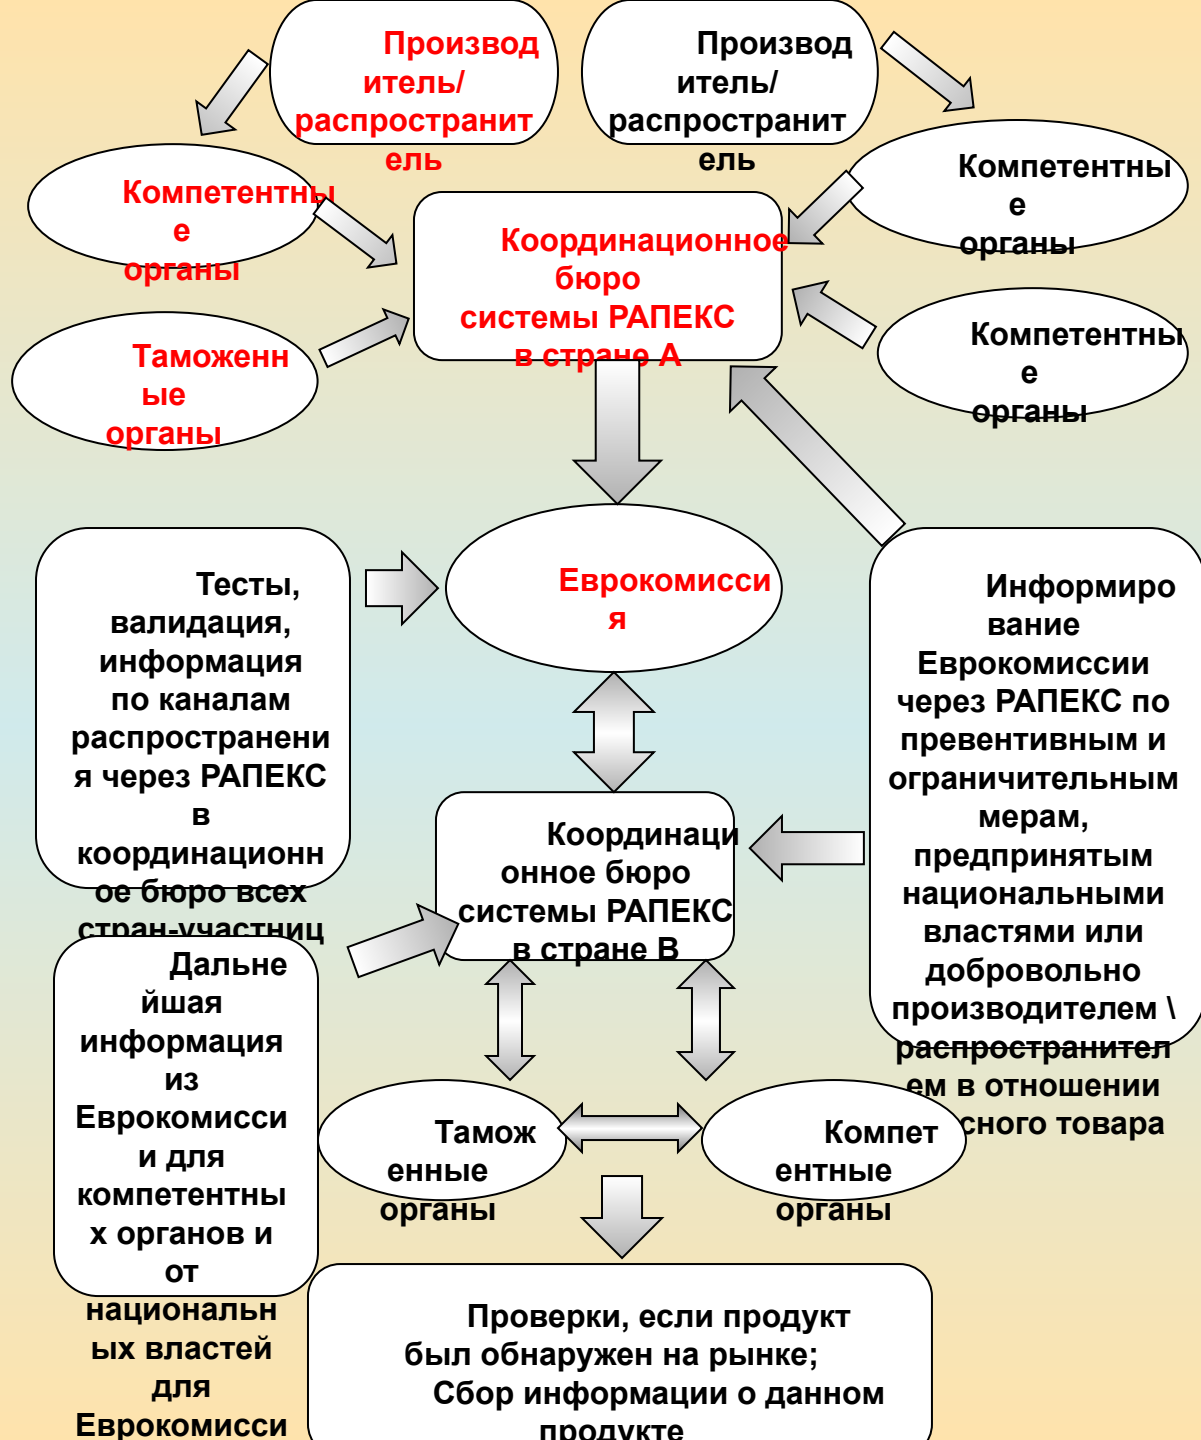 Производ
итель/
распространит
ель
Производ
итель/
распространит
ель
Компетентны
е
органы
Компетентны
е
органы
Координационное
бюро
системы РАПЕКС
в стране А
Таможенн
ые
органы
Компетентны
е
органы
Еврокомисси
я
Тесты,
валидация,
информация
по каналам
распространени
я через РАПЕКС
в
координационн
ое бюро всех
стран-участниц
Информиро
вание
Еврокомиссии
через РАПЕКС по
превентивным и
ограничительным
мерам,
предпринятым
национальными
властями или
добровольно
производителем \
распространител
ем в отношении
сного товара
Координаци
онное бюро
системы РАПЕКС
в стране В
Дальне
йшая
информация
из
Еврокомисси
и для
компетентны
х органов и
от
национальн
ых властей
для
Еврокомисси
Тамож
енные
органы
Компет
ентные
органы
Проверки, если продукт
был обнаружен на рынке;
Сбор информации о данном
продукте